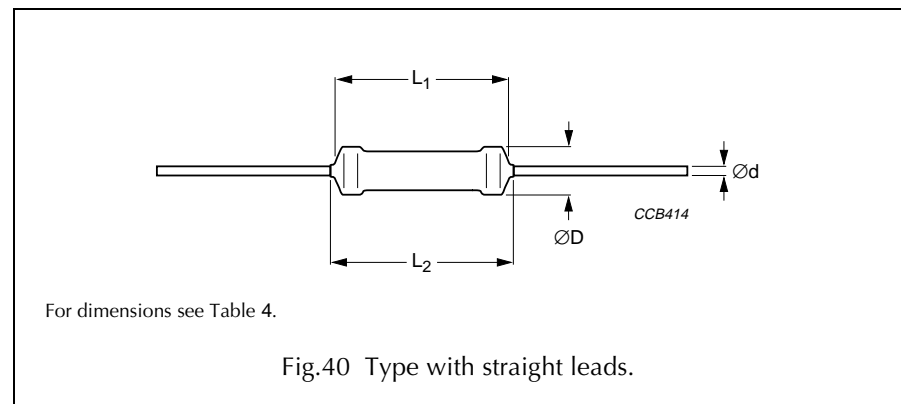 L1
Ød
CCB414
ØD
L2
For dimensions see Table 4.
Fig.40 Type with straight leads.